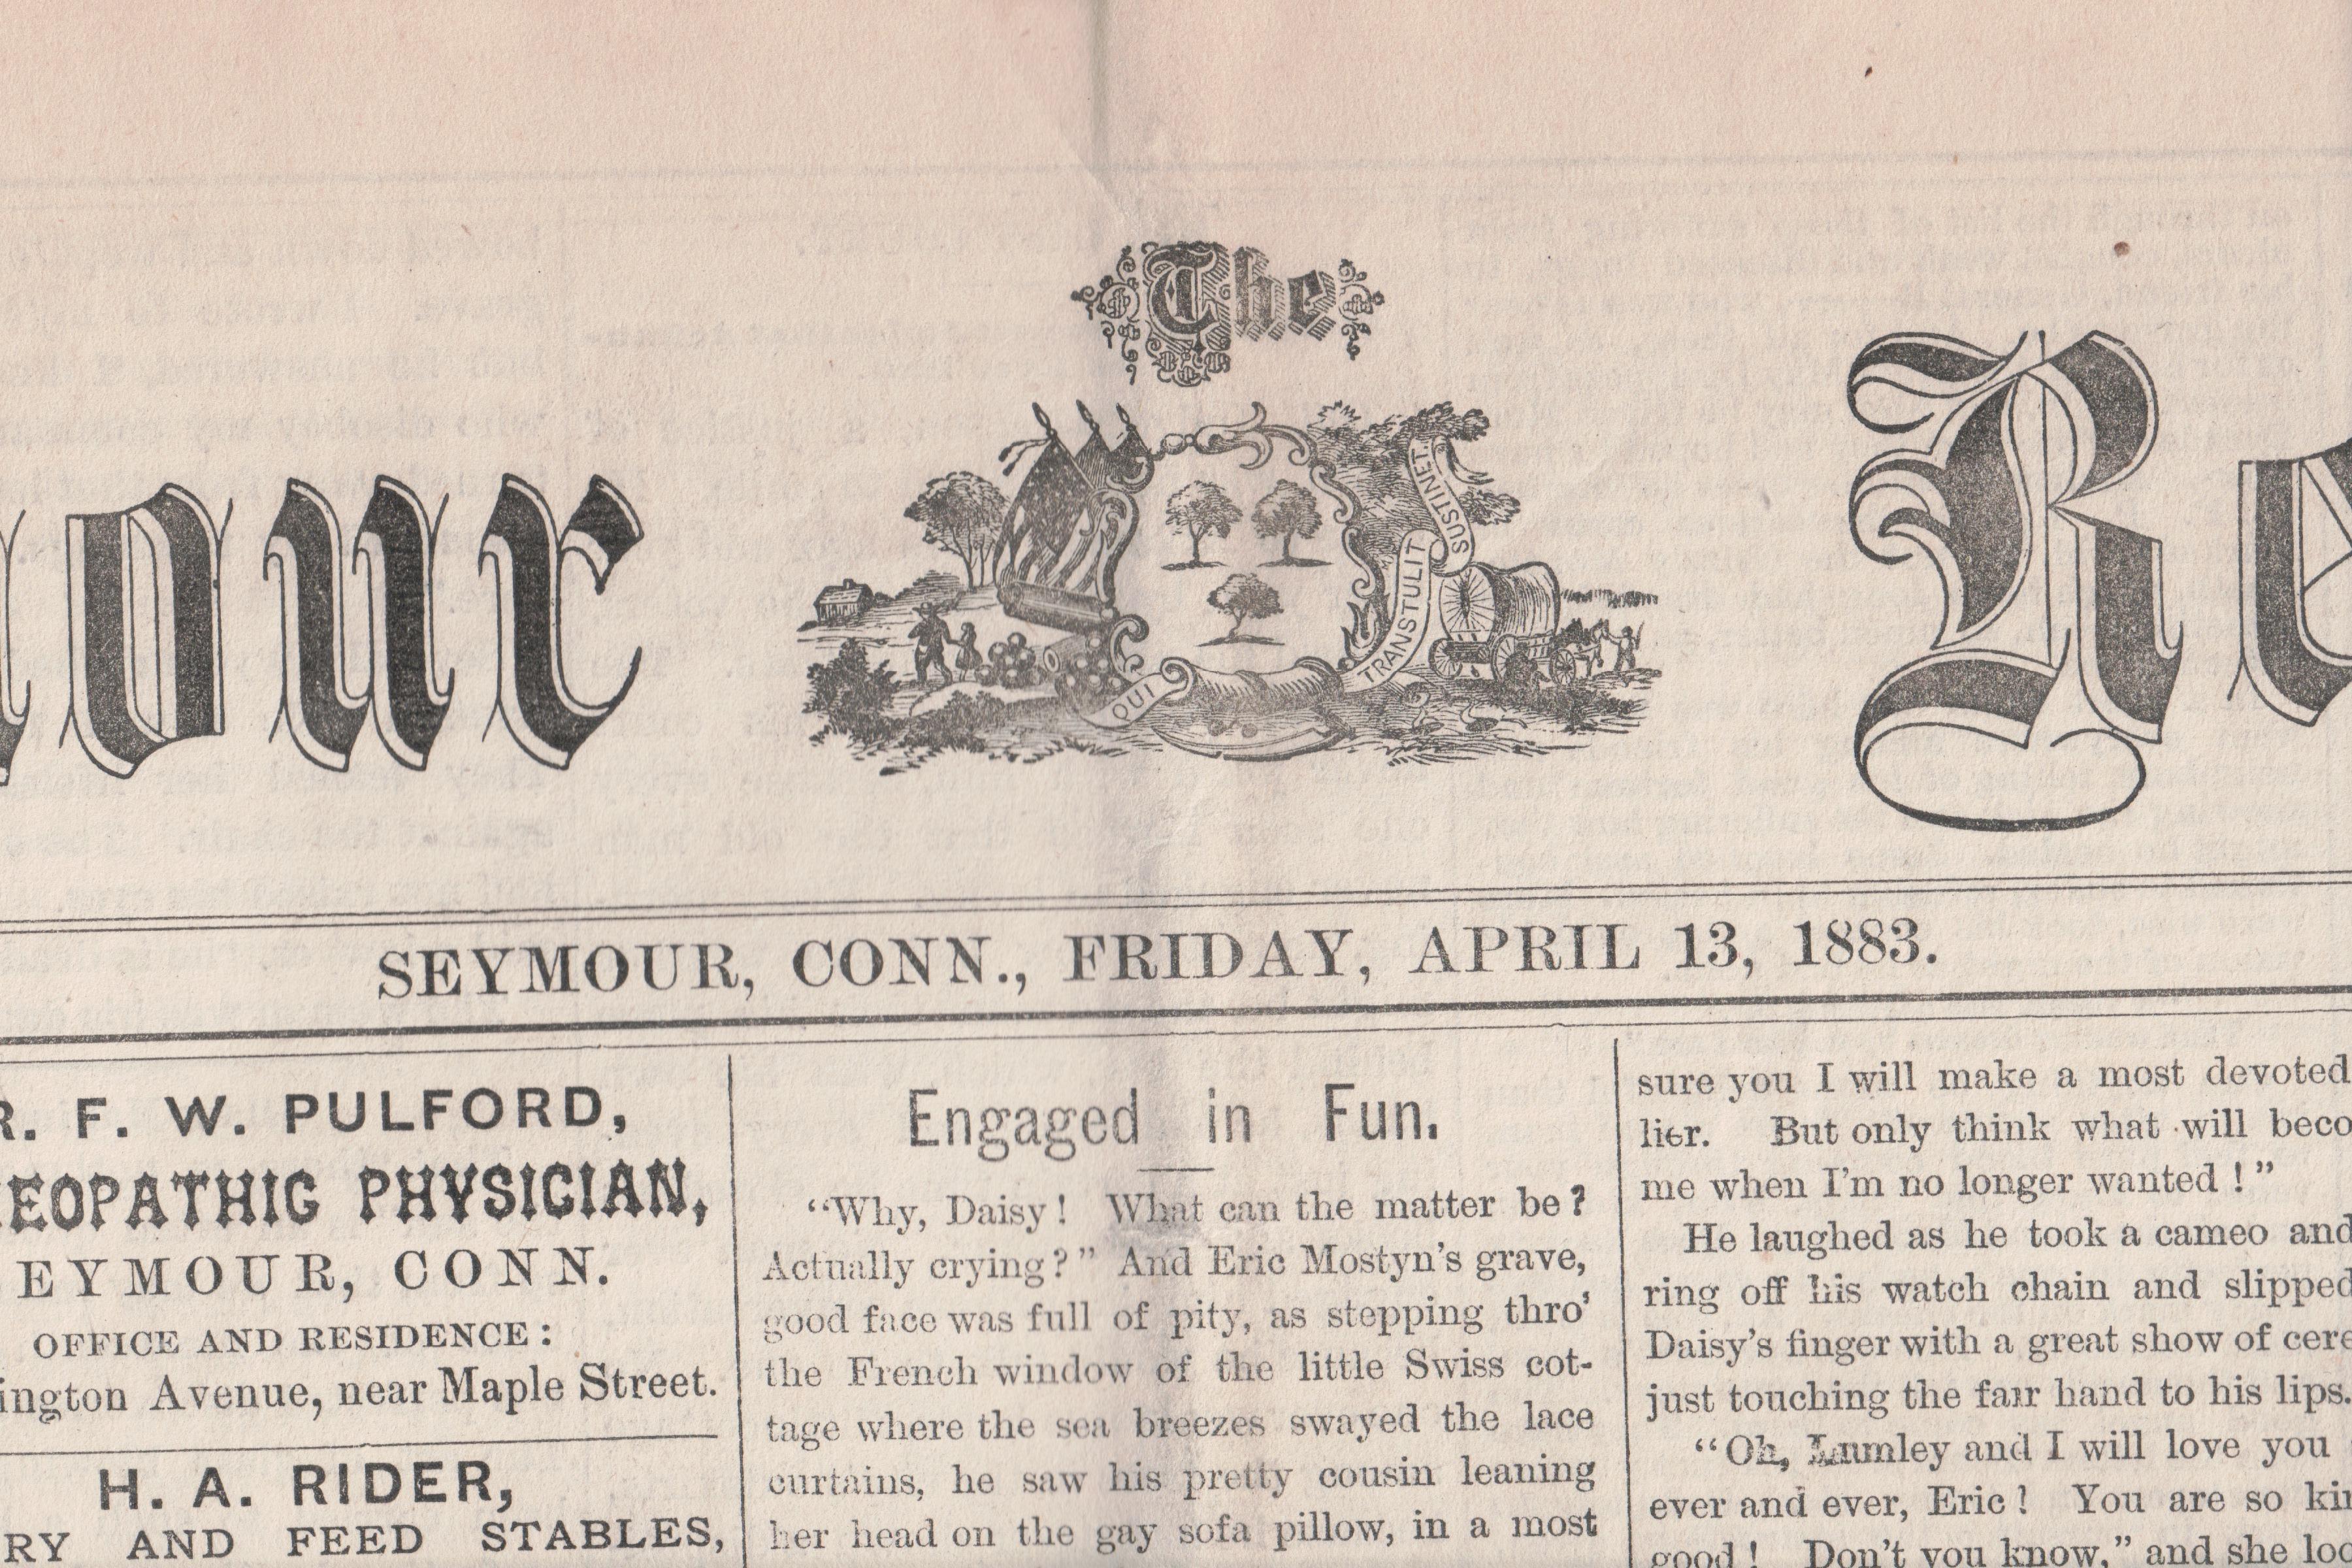 The
our Re
SUSTINET
TRANSTULIT
QUI
SEYMOUR, CONN., FRIDAY, APRIL 13, 1883.
R. F. W. PULFORD,
EOPATHIC PHYSICIAN,
EYMOUR, CONN.
OFFICE AND RESIDENCE:
ington Avenue, near Maple Street.
H. A. RIDER,
RY AND FEED STABLES,
Engaged in Fun.
“Why, Daisy! What can the matter be?
Actually crying?” And Eric Mostyn's grave,
good face was full of pity, as stepping thro'
the French window of the little Swiss cot-
tage where the sea breezes swayed the lace
curtains, he saw his pretty cousin leaning
her head on the gay sofa pillow, in a most
sure you I will make a most devoted
lier. But only think what will beco
me when I'm no longer wanted!”
He laughed as he took a cameo and
ring off his watch chain and slipped
Daisy's finger with a great show of cere
just touching the fair hand to his lips.
“Oh, Lumley and I will love you
ever and ever, Eric! You are so kin
good! Don't you know,” and she loo